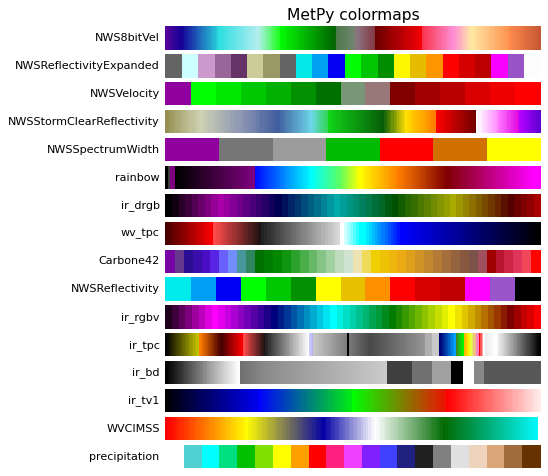 MetPy colormaps
NWS8bitVel
NWSReflectivityExpanded
NWSVelocity
NWSStormClearReflectivity
NWSSpectrumWidth
rainbow
ir_drgb
wv_tpc
Carbone42
NWSReflectivity
ir_rgbv
ir_tpc
ir_bd
ir_tv1
WVCIMSS
precipitation